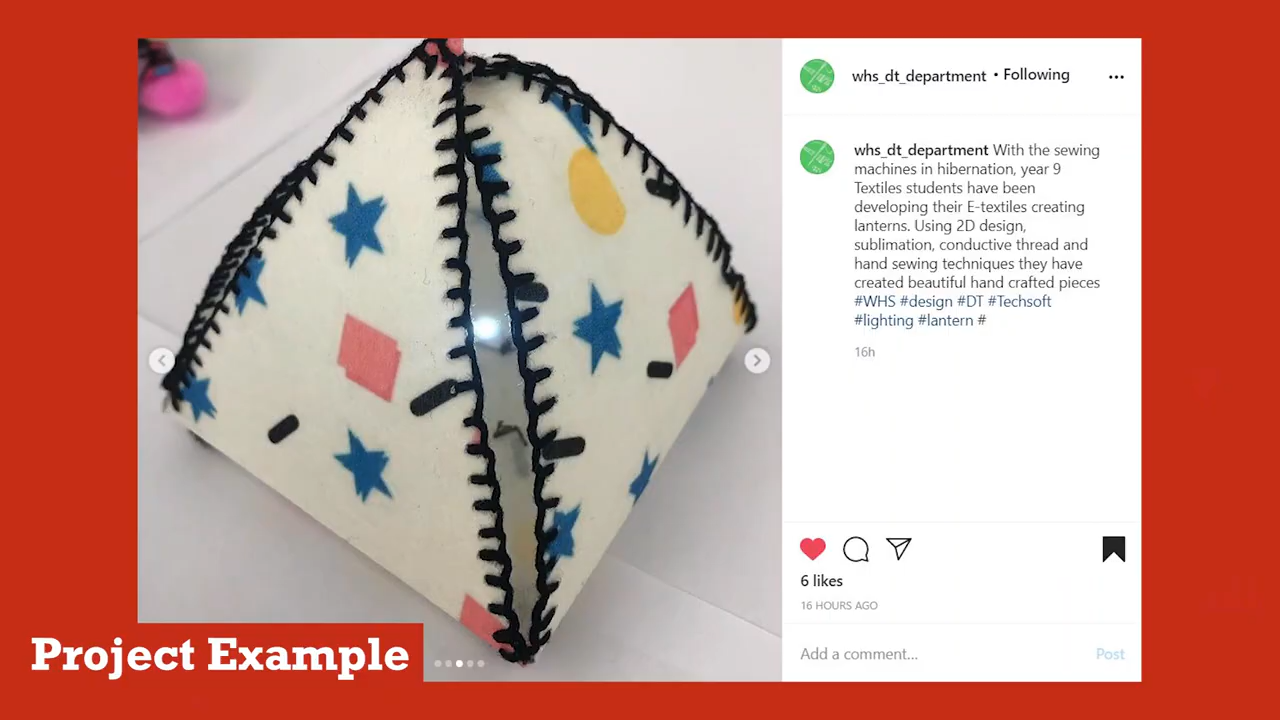 whs_dt_department • Following
whs_dt_department With the sewing
machines in hibernation, year 9
Textiles students have been
developing their E-textiles creating
lanterns. Using 2D design,
sublimation, conductive thread and
hand sewing techniques they have
created beautiful hand crafted pieces
#WHS #design #DT #Techsoft
#lighting #lantern #
16h
6 likes
16 HOURS AGO
Add a comment... Post
Project Example